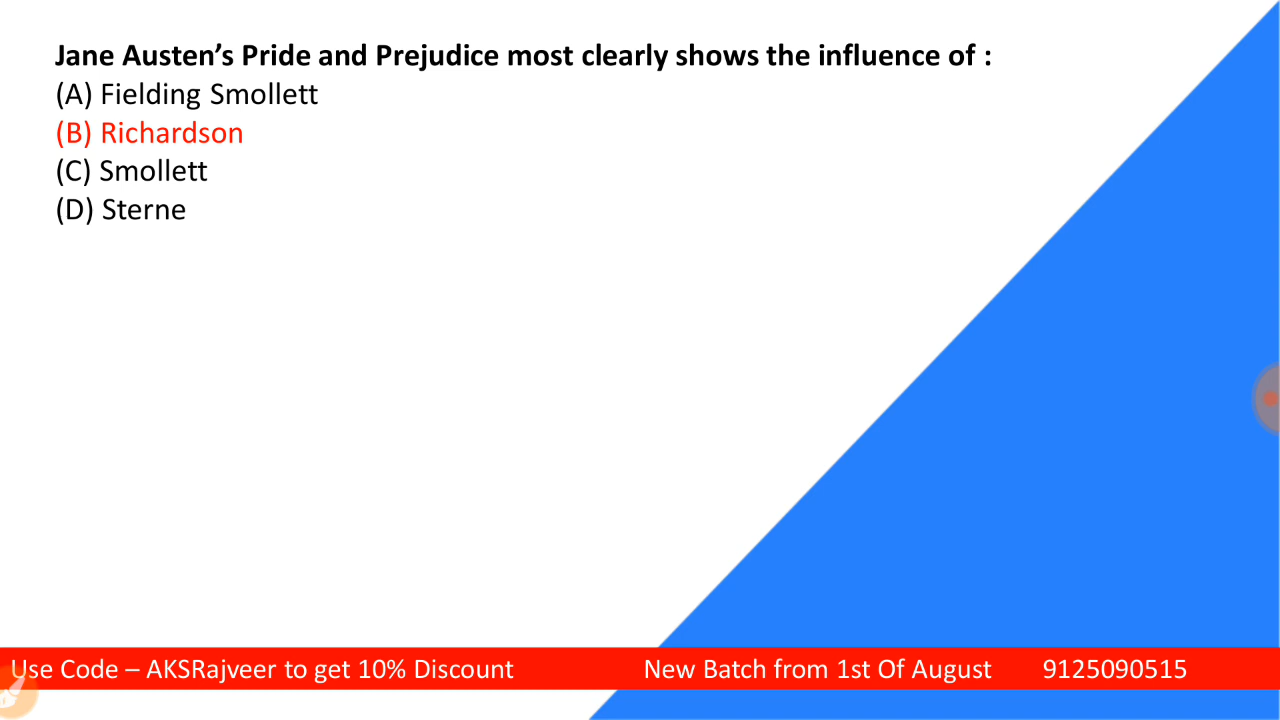 Jane Austen’s Pride and Prejudice most clearly shows the influence of :
(A) Fielding Smollett
(B) Richardson
(C) Smollett
(D) Sterne
Use Code – AKSRajveer to get 10% Discount New Batch from 1st Of August 9125090515